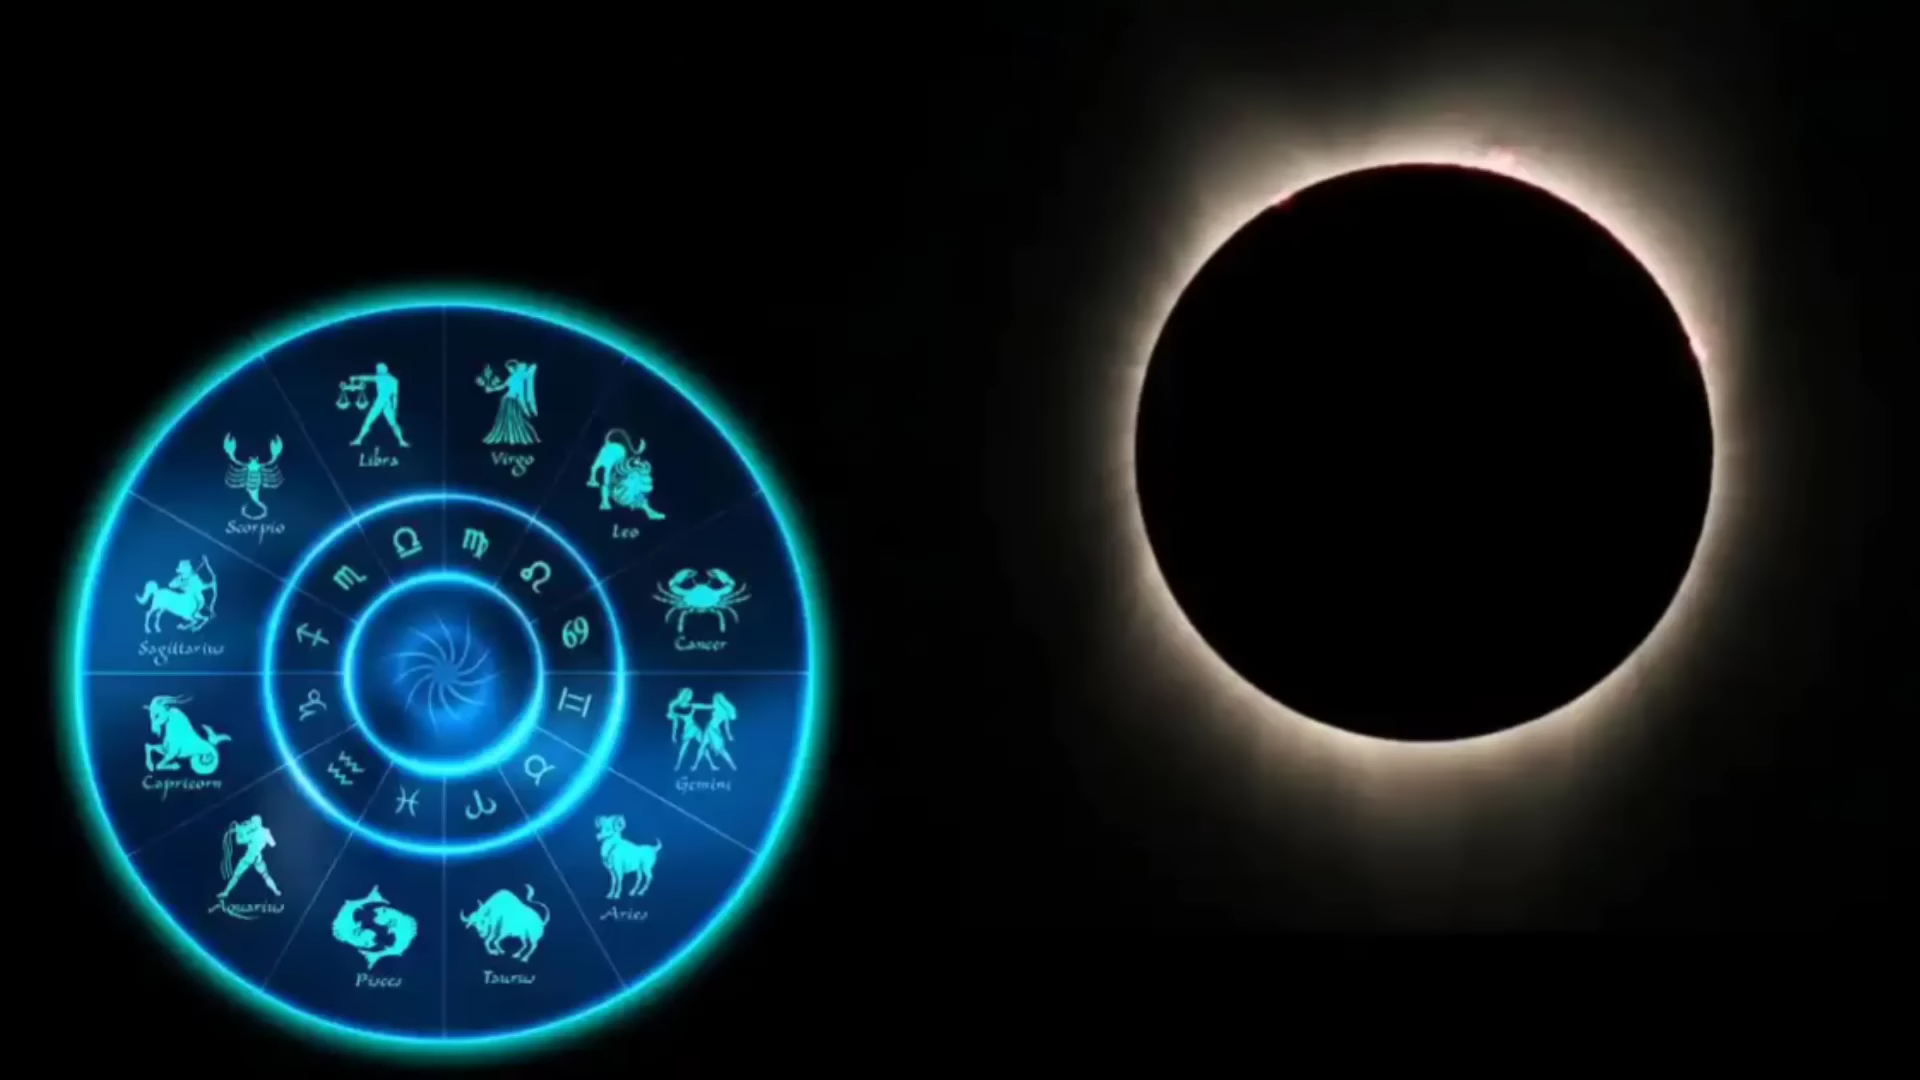 Libra
Virgo
Scorpio
Leo
Sagittarius
Cancer
Capricorn
Gemini
Aquarius
Aries
Pisces
Taurus